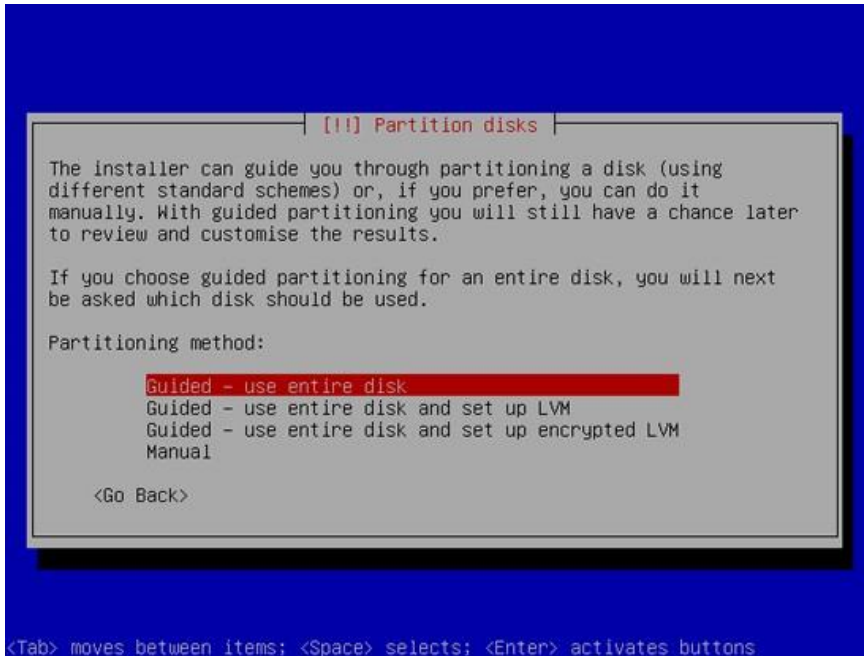 [!!] Partition disks
The installer can guide you through partitioning a disk (using
different standard schemes) or, if you prefer, you can do it
manually. With guided partitioning you will still have a chance later
to review and customise the results.
If you choose guided partitioning for an entire disk, you will next
be asked which disk should be used.
Partitioning method:
Guided – use entire disk
Guided – use entire disk and set up LVM
Guided – use entire disk and set up encrypted LVM
Manual
<Go Back>
<Tab> moves between items; <Space> selects; <Enter> activates buttons